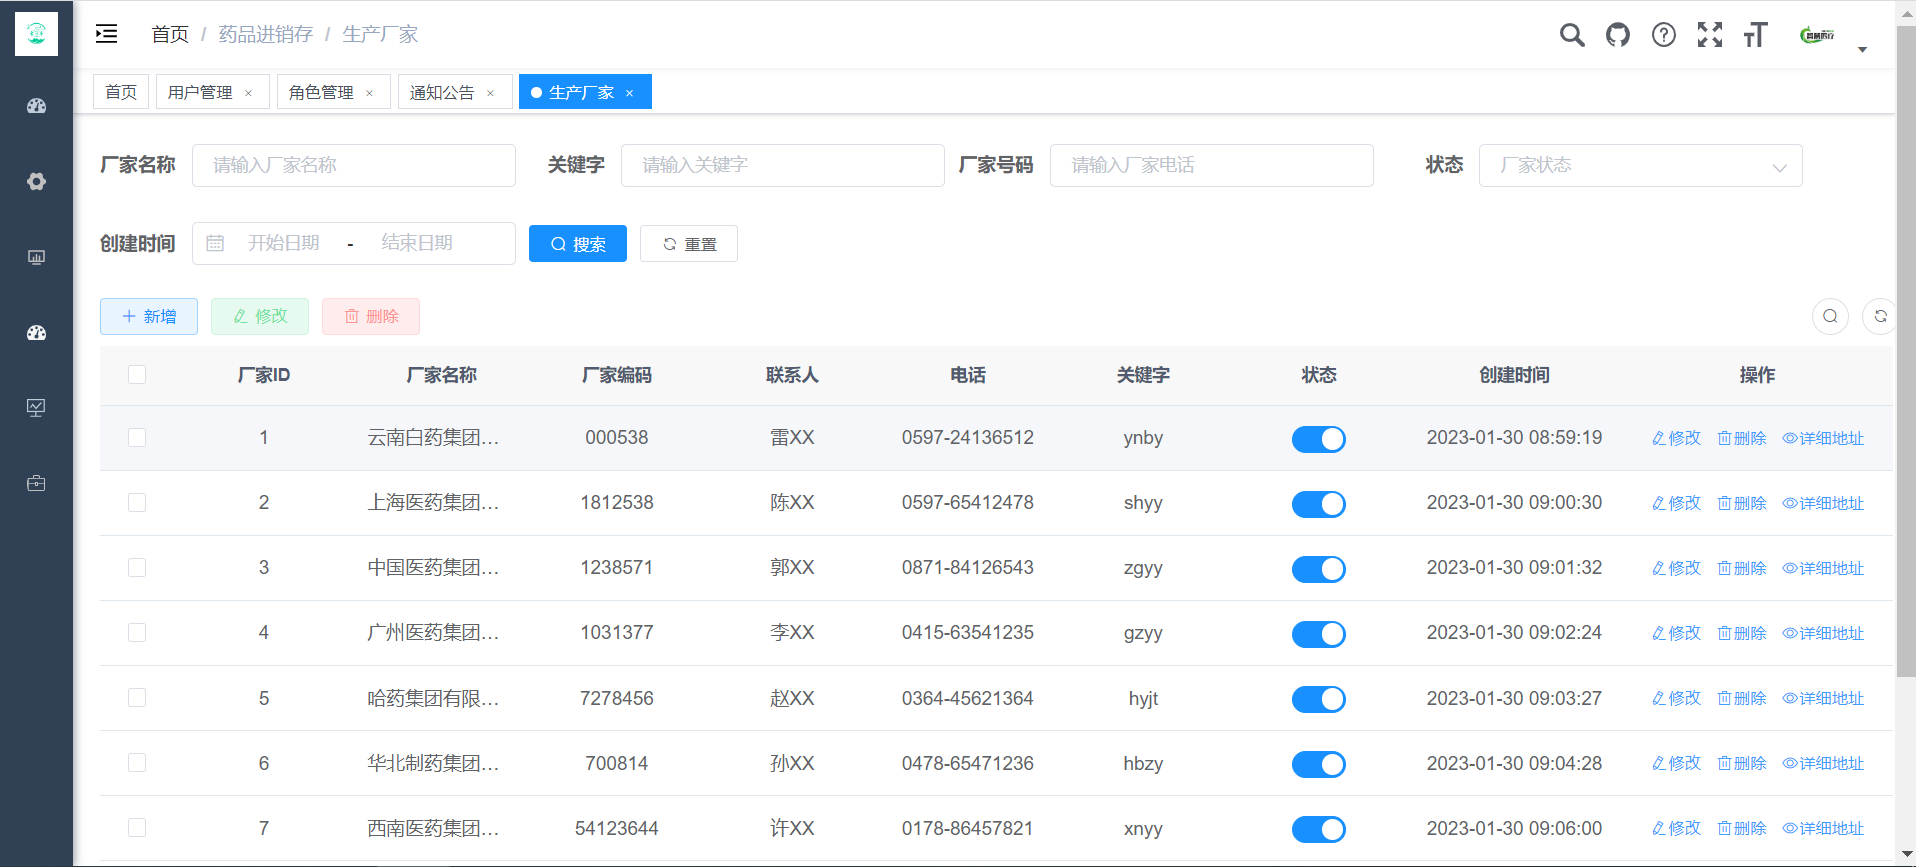 首页 / 药品进销存 / 生产厂家
首页 用户管理 × 角色管理 × 通知公告 × 生产厂家 ×
厂家名称 请输入厂家名称 关键字 请输入关键字 厂家号码 请输入厂家电话 状态 厂家状态
创建时间 开始日期 - 结束日期 搜索 重置
新增 修改 删除
厂家ID 厂家名称 厂家编码 联系人 电话 关键字 状态 创建时间 操作
1 云南白药集团... 000538 雷XX 0597-24136512 ynby 2023-01-30 08:59:19 修改 删除 详细地址
2 上海医药集团... 1812538 陈XX 0597-65412478 shyy 2023-01-30 09:00:30 修改 删除 详细地址
3 中国医药集团... 1238571 郭XX 0871-84126543 zgyy 2023-01-30 09:01:32 修改 删除 详细地址
4 广州医药集团... 1031377 李XX 0415-63541235 gzyy 2023-01-30 09:02:24 修改 删除 详细地址
5 哈药集团有限... 7278456 赵XX 0364-45621364 hyjt 2023-01-30 09:03:27 修改 删除 详细地址
6 华北制药集团... 700814 孙XX 0478-65471236 hbzy 2023-01-30 09:04:28 修改 删除 详细地址
7 西南医药集团... 54123644 许XX 0178-86457821 xnyy 2023-01-30 09:06:00 修改 删除 详细地址